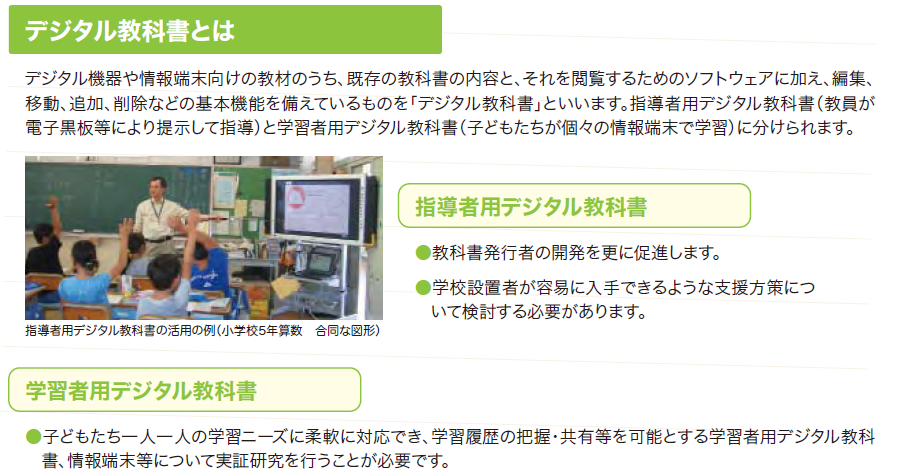 デジタル教科書とは
デジタル機器や情報端末向けの教材のうち、既存の教科書の内容と、それを閲覧するためのソフトウェアに加え、編集、
移動、追加、削除などの基本機能を備えているものを「デジタル教科書」といいます。指導者用デジタル教科書（教員が
電子黒板等により提示して指導）と学習者用デジタル教科書（子どもたちが個々の情報端末で学習）に分けられます。
指導者用デジタル教科書
●教科書発行者の開発を更に促進します。
●学校設置者が容易に入手できるような支援方策につ
いて検討する必要があります。
指導者用デジタル教科書の活用の例（小学校5年算数　合同な図形）
学習者用デジタル教科書
●子どもたち一人一人の学習ニーズに柔軟に対応でき、学習履歴の把握・共有等を可能とする学習者用デジタル教科
書、情報端末等について実証研究を行うことが必要です。